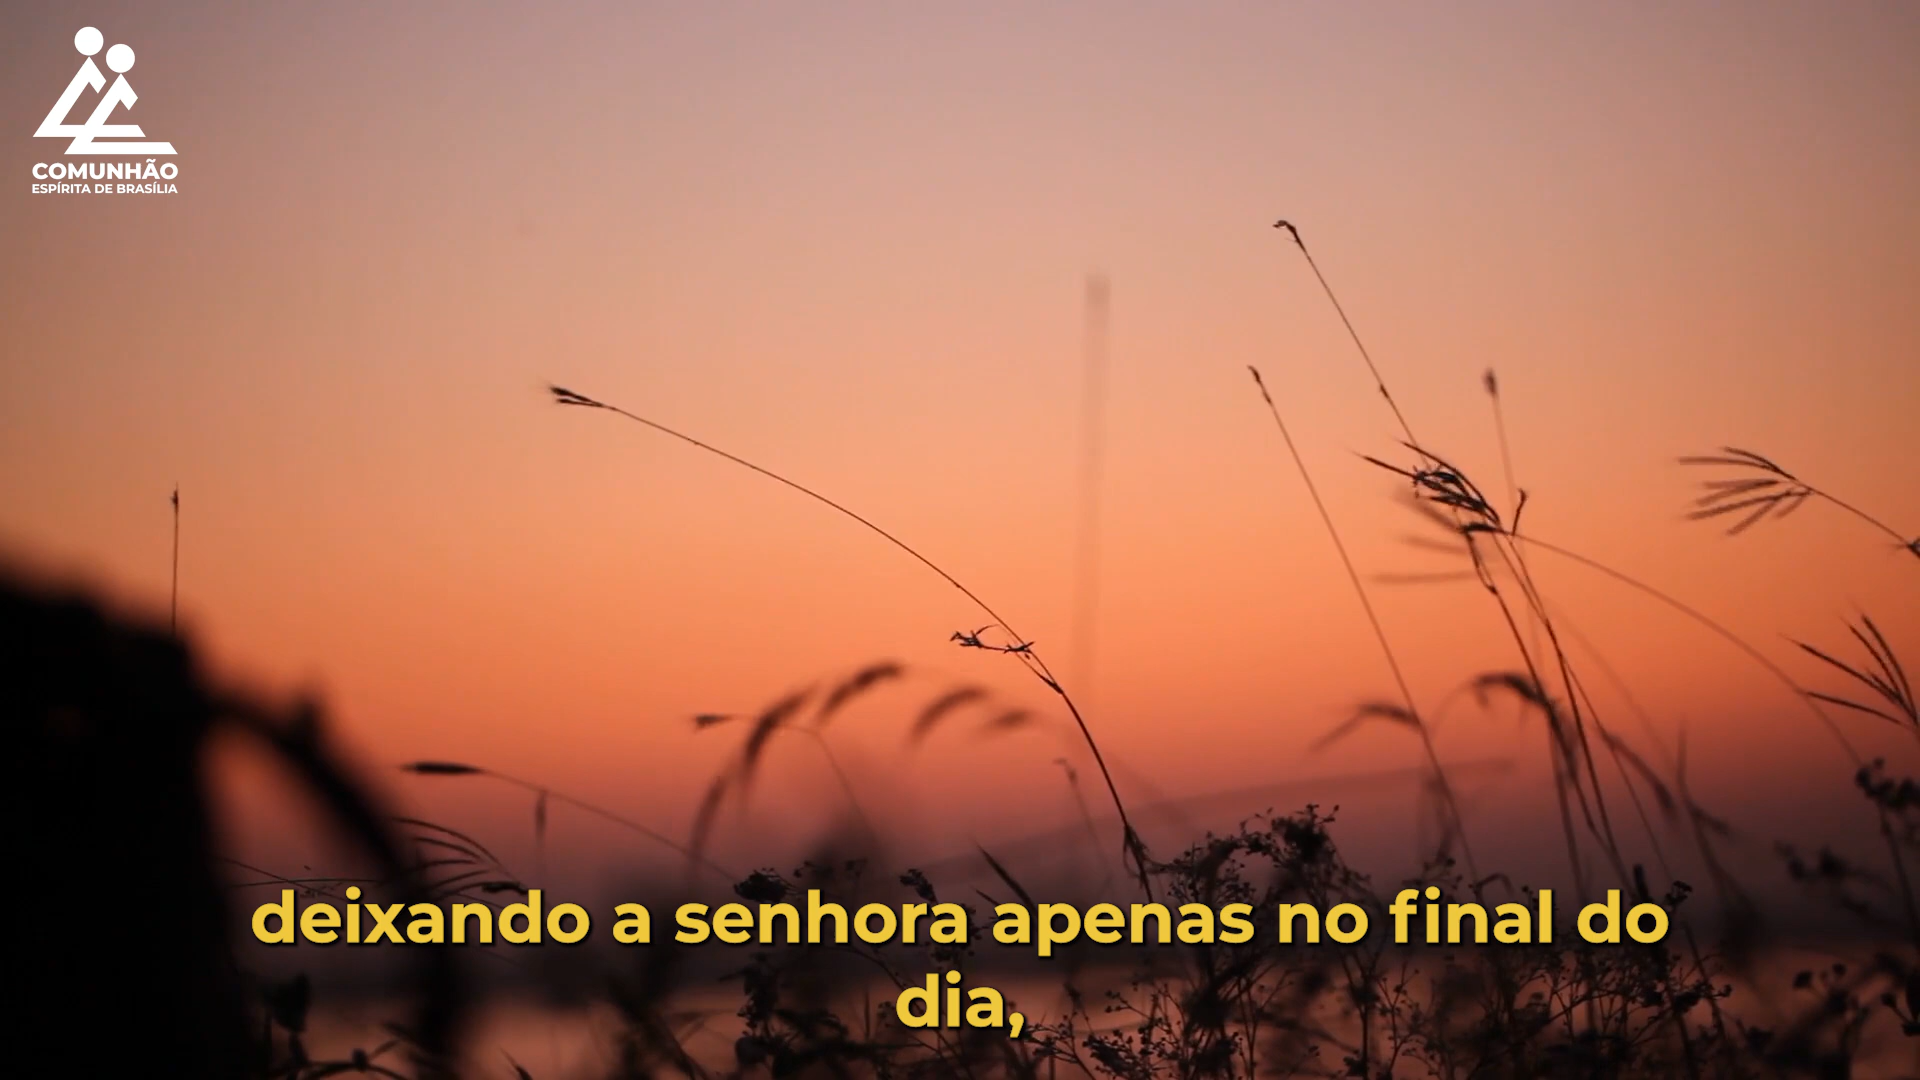 COMUNHÃO
ESPÍRITA DE BRASÍLIA
deixando a senhora apenas no final do
dia,